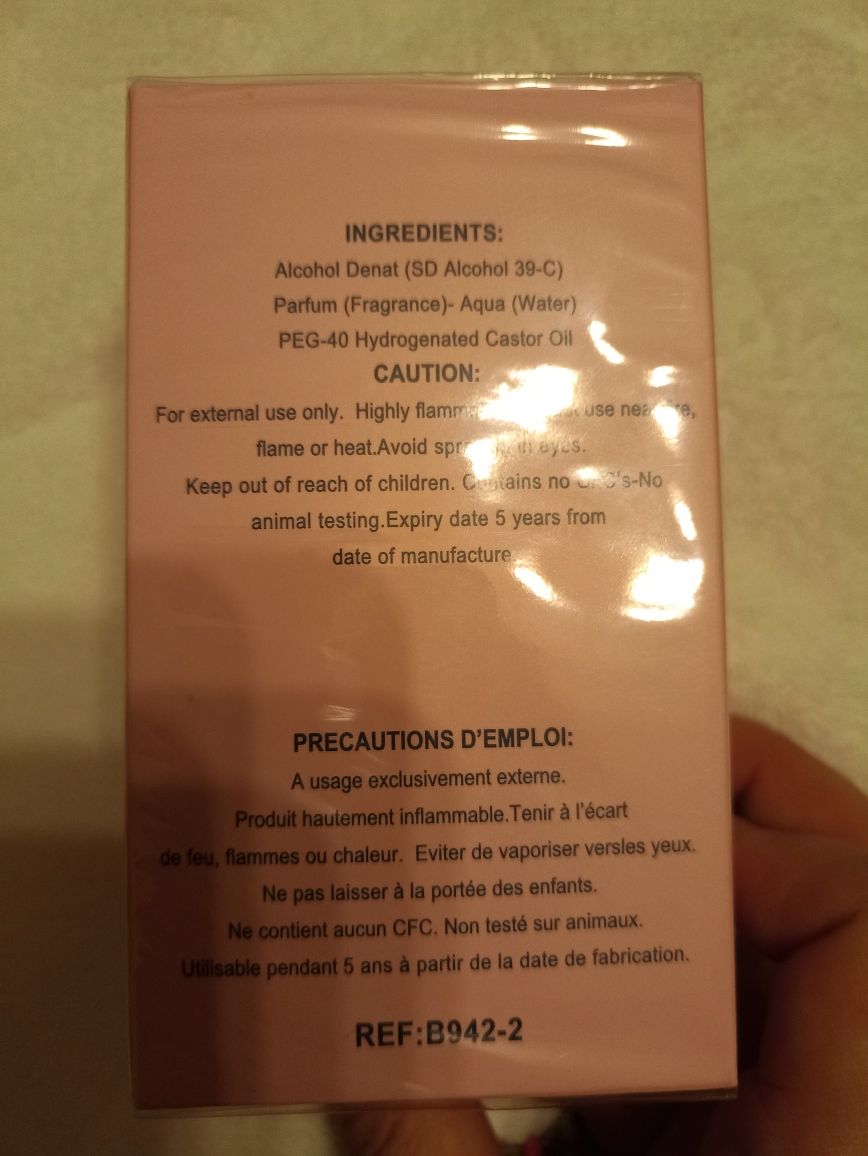 INGREDIENTS:
Alcohol Denat (SD Alcohol 39-C)
Parfum (Fragrance)- Aqua (Water)
PEG-40 Hydrogenated Castor Oil
CAUTION:
For external use only. Highly use
flame or heat.Avoid in eyes.
Keep out of reach of children. Contains no CFC's-No
animal testing.Expiry date 5 years from
date of manufacture.
PRECAUTIONS D'EMPLOI:
A usage exclusivement externe.
Produit hautement inflammable.Tenir à l'écart
de feu, flammes ou chaleur. Eviter de vaporiser versles yeux.
Ne pas laisser à la portée des enfants.
Ne contient aucun CFC. Non testé sur animaux.
Utilisable pendant 5 ans à partir de la date de fabrication.
REF:B942-2